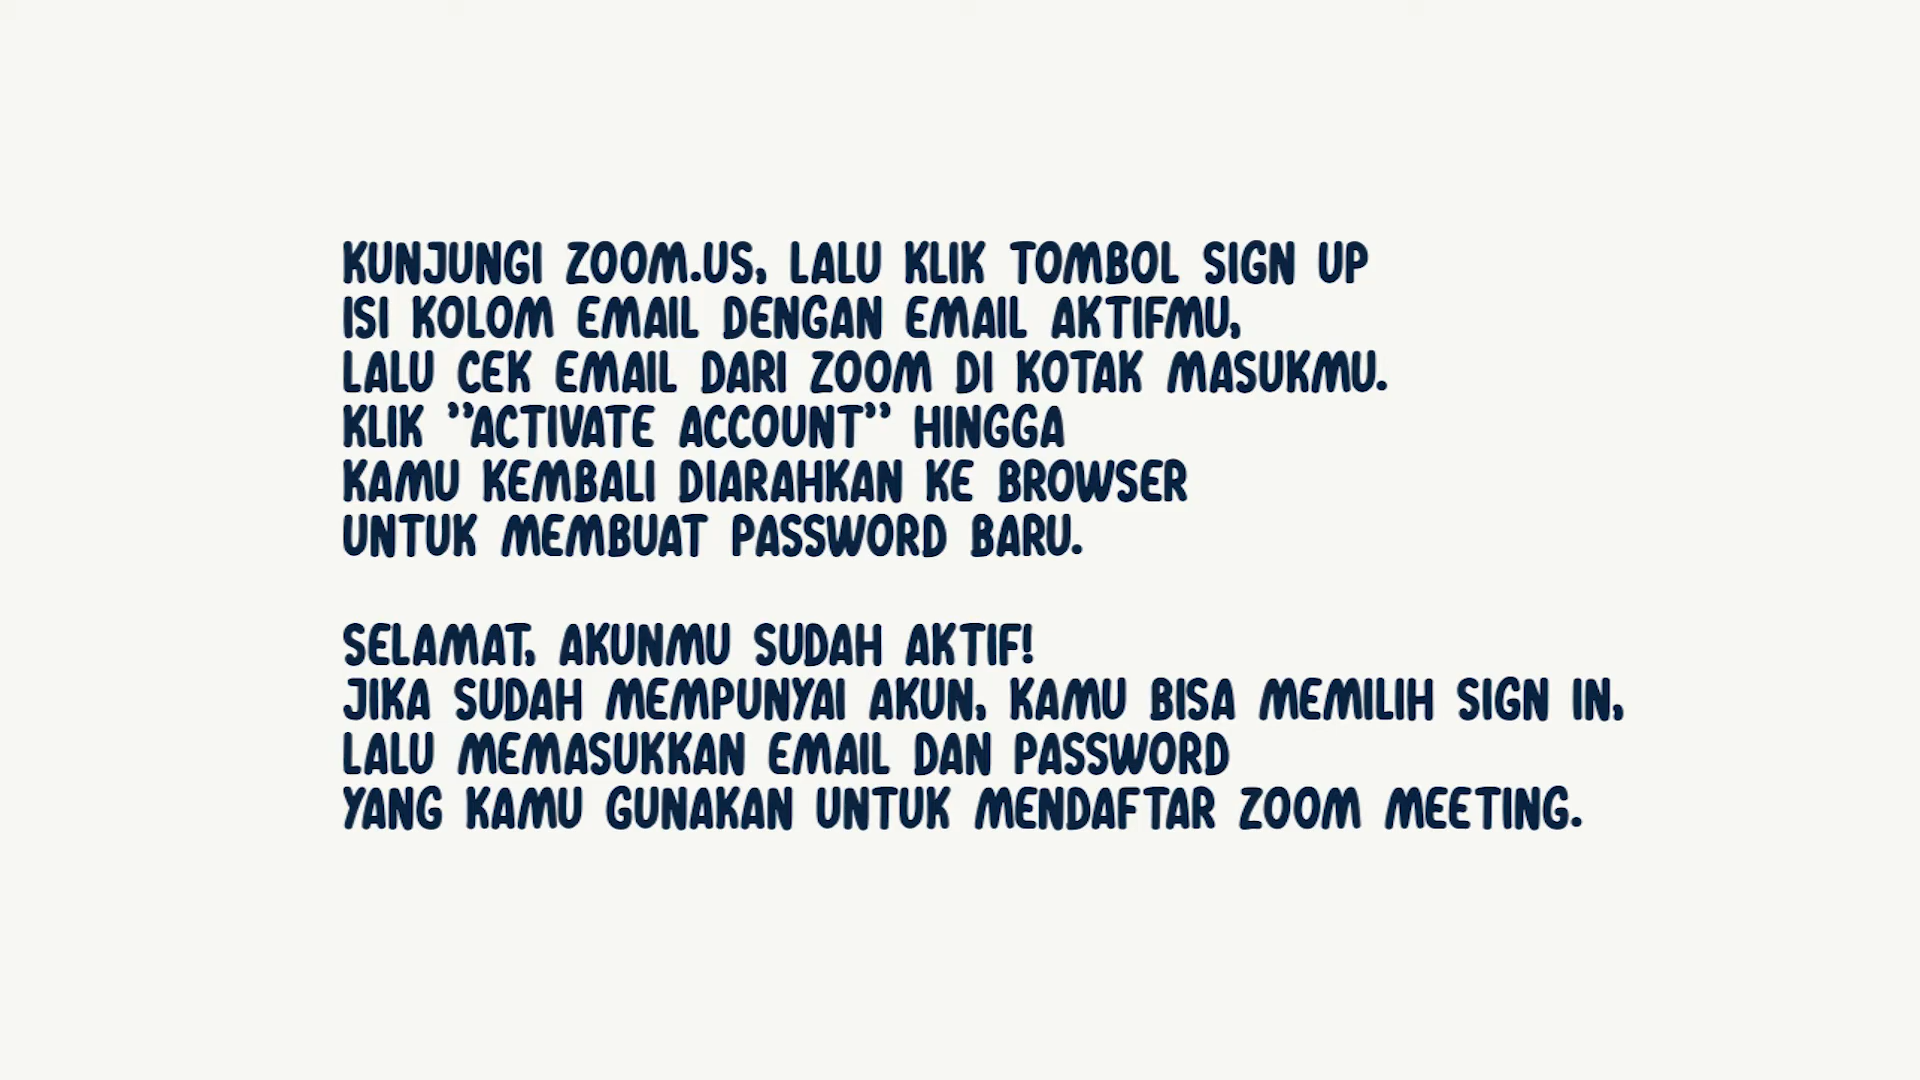 KUNJUNGI ZOOM.US, LALU KLIK TOMBOL SIGN UP
ISI KOLOM EMAIL DENGAN EMAIL AKTIFMU,
LALU CEK EMAIL DARI ZOOM DI KOTAK MASUKMU.
KLIK ”ACTIVATE ACCOUNT” HINGGA
KAMU KEMBALI DIARAHKAN KE BROWSER
UNTUK MEMBUAT PASSWORD BARU.

SELAMAT, AKUNMU SUDAH AKTIF!
JIKA SUDAH MEMPUNYAI AKUN, KAMU BISA MEMILIH SIGN IN,
LALU MEMASUKKAN EMAIL DAN PASSWORD
YANG KAMU GUNAKAN UNTUK MENDAFTAR ZOOM MEETING.